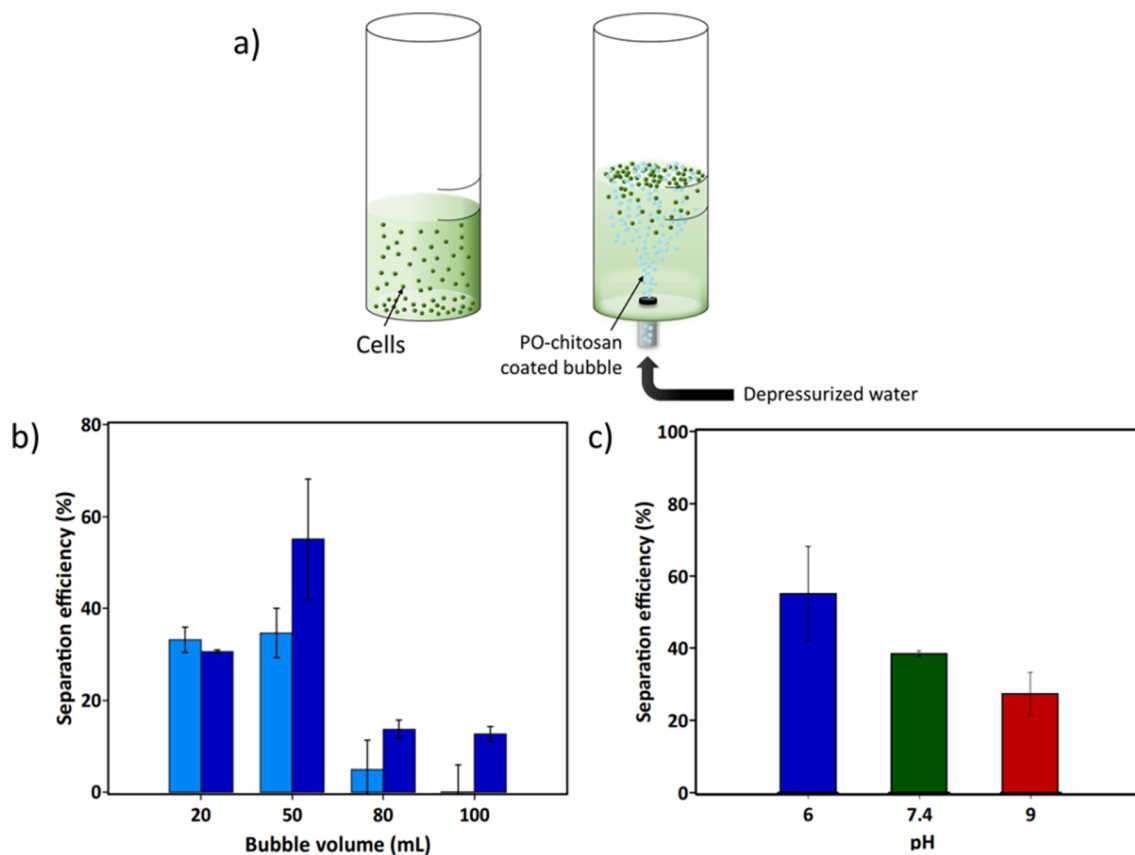 a)
Cells
PO-chitosan
coated bubble
Depressurized water
b)
Separation efficiency (%)
80
60
40
20
0
20 50 80 100
Bubble volume (mL)
c)
Separation efficiency (%)
100
80
60
40
20
0
6 7.4 9
pH